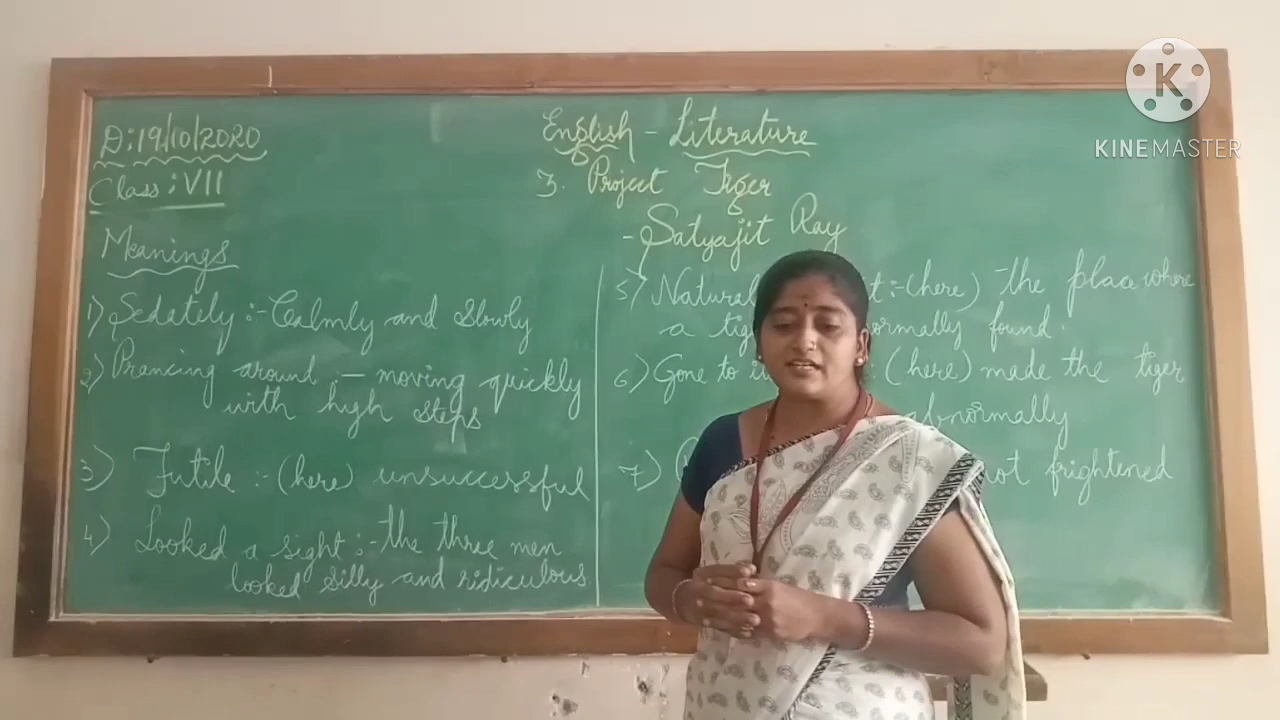 D:19/10/2020
Class:VII
English - Literature
3. Project Tiger
- Satyajit Ray
Meanings
1) Sedately :- Calmly and slowly
2) Prancing around :- moving quickly
with high steps
3) Futile :- (here) unsuccessful
4) Looked a sight :- the three men
looked silly and ridiculous
5) Natural :- (here) the place where
a found.
6) Gone to (here) made the tiger
abnormally
7) not frightened
K
KINEMASTER